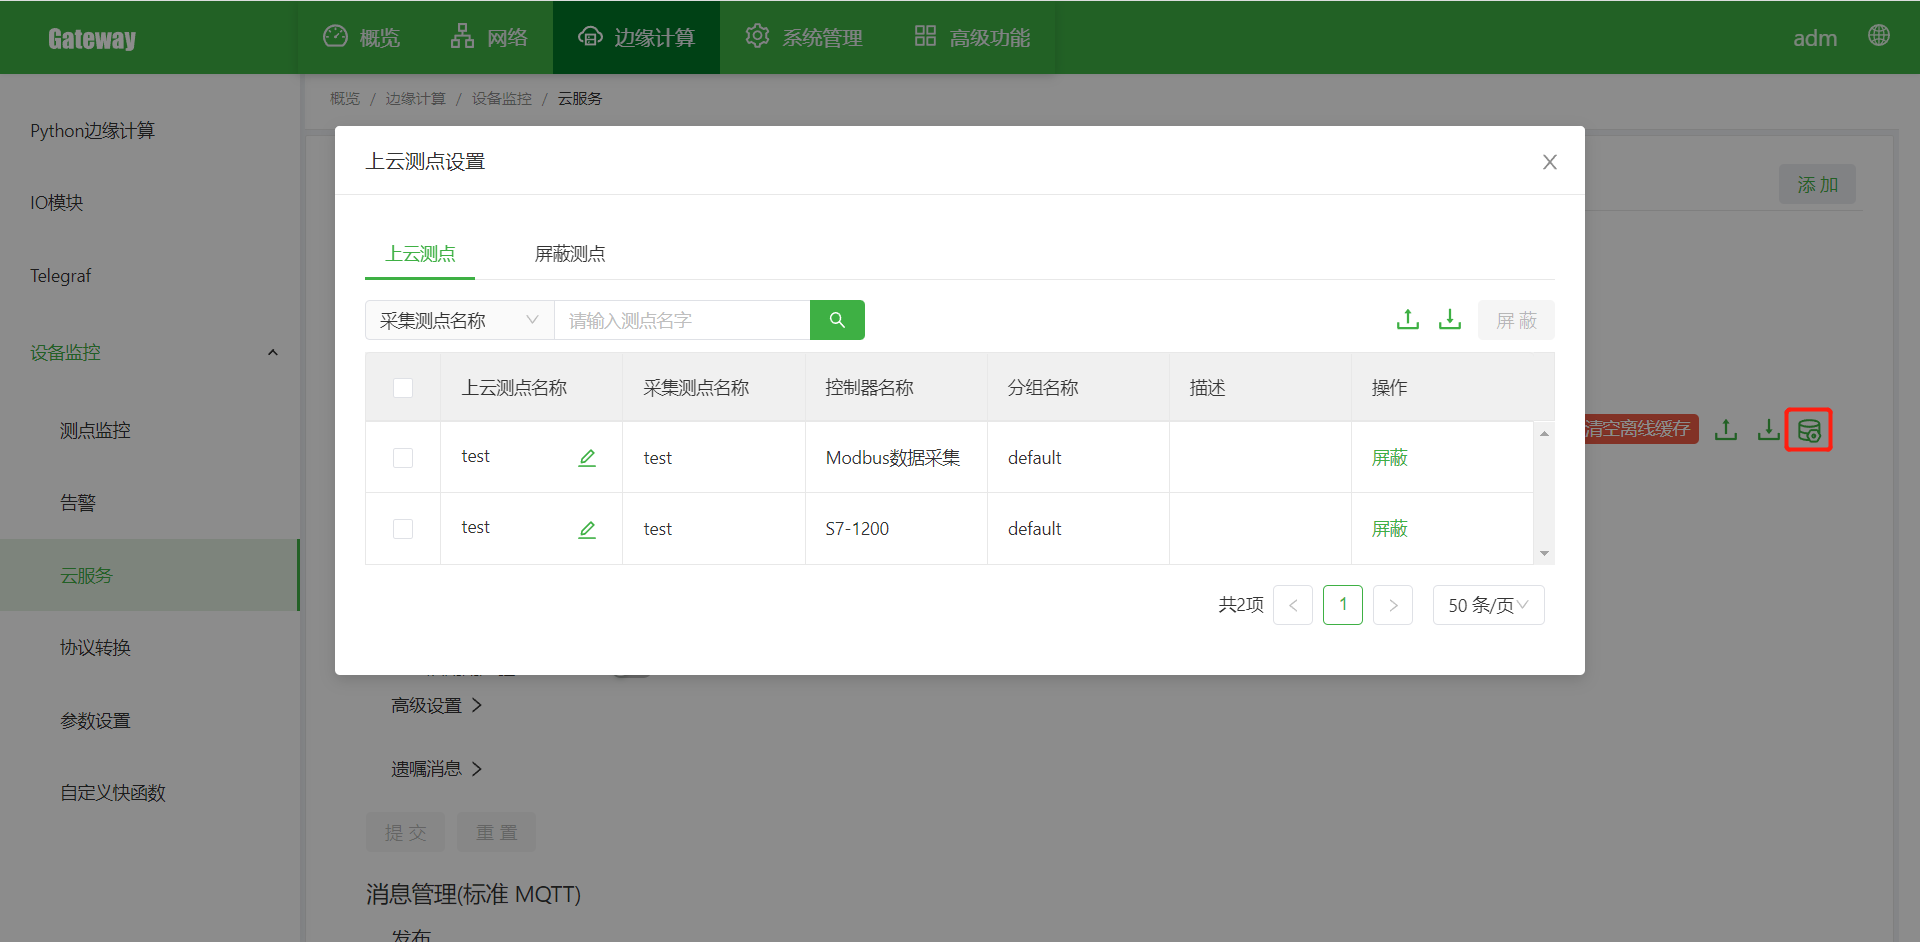 Gateway
概览
网络
边缘计算
系统管理
高级功能
adm
概览 / 边缘计算 / 设备监控 / 云服务
Python边缘计算
IO模块
Telegraf
设备监控
测点监控
告警
云服务
协议转换
参数设置
自定义快函数
添 加
上云测点设置
上云测点
屏蔽测点
采集测点名称
请输入测点名字
屏 蔽
上云测点名称 采集测点名称 控制器名称 分组名称 描述 操作
test test Modbus数据采集 default 屏蔽
test test S7-1200 default 屏蔽
共2项 < 1 > 50 条/页
清空离线缓存
高级设置
遗嘱消息
提 交 重 置
消息管理(标准 MQTT)
发布